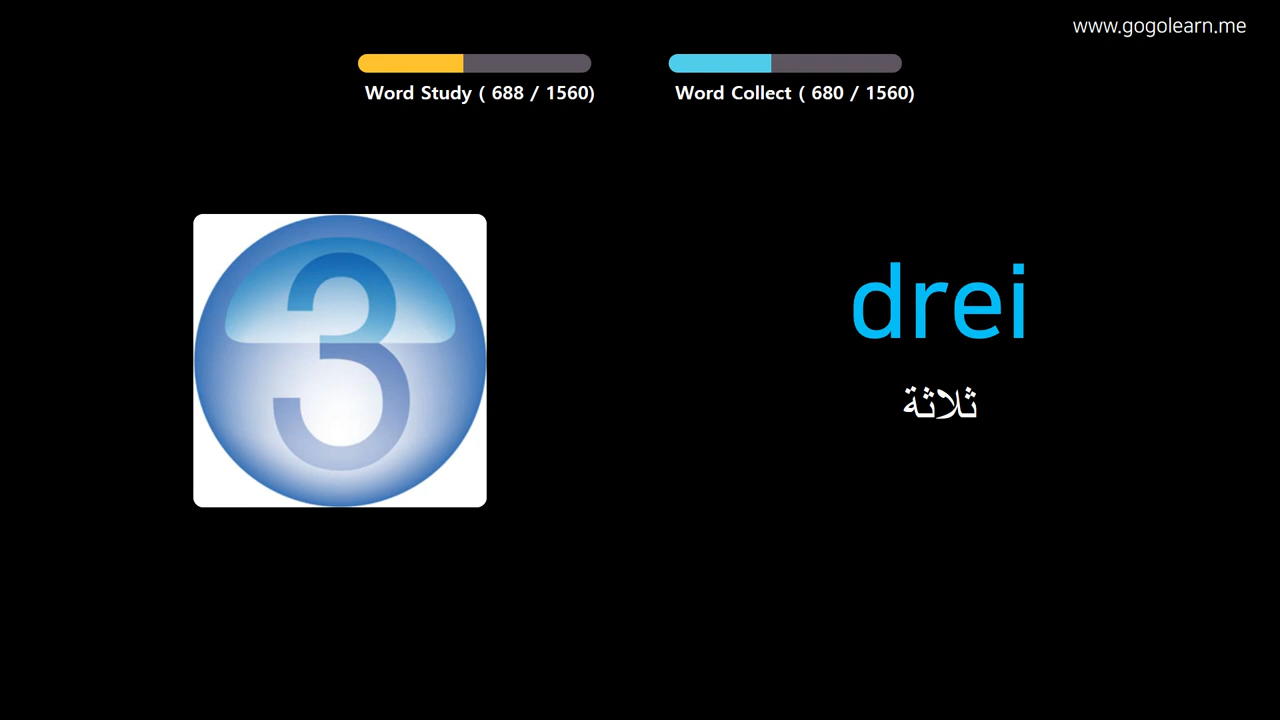 www.gogolearn.me
Word Study ( 688 / 1560)
Word Collect ( 680 / 1560)
3
drei
ثلاثة